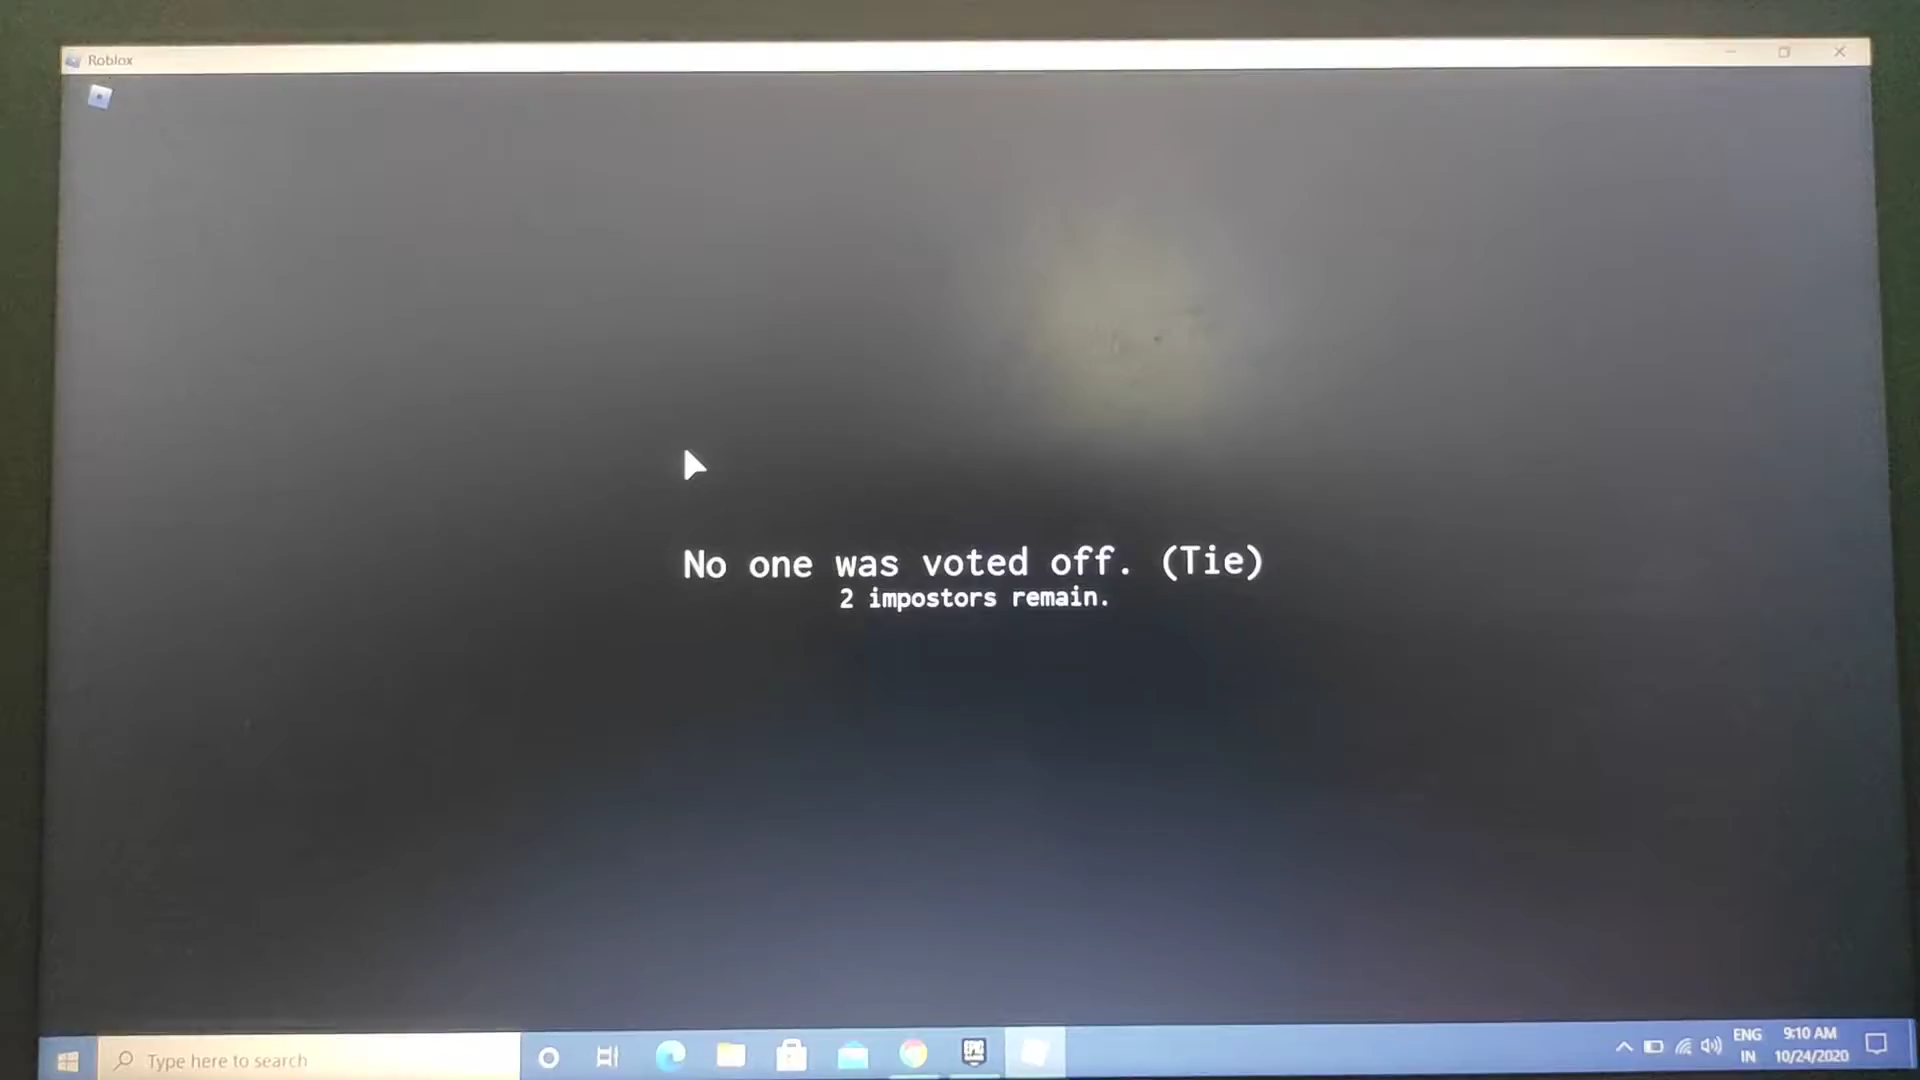 Roblox
No one was voted off. (Tie)
2 impostors remain.
Type here to search
EPIC
ENG
IN
9:10 AM
10/24/2020